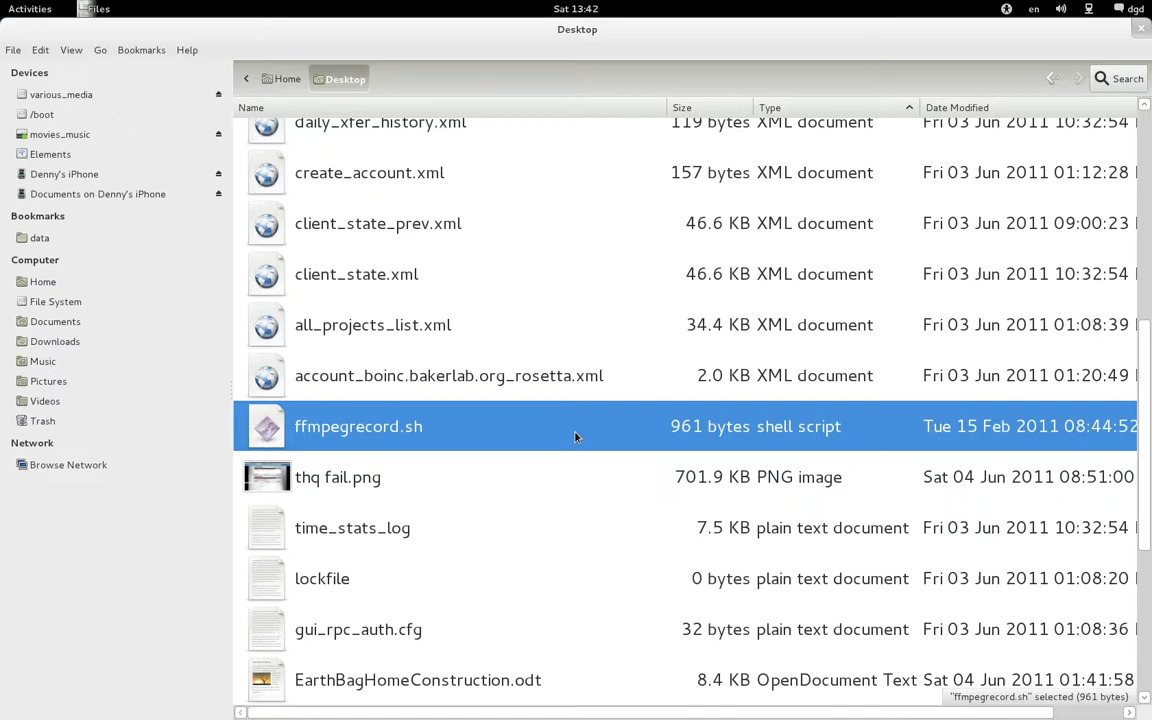 Activities Files Sat 13:42 en dgd
Desktop
File Edit View Go Bookmarks Help
Devices
various_media
/boot
movies_music
Elements
Denny's iPhone
Documents on Denny's iPhone
Bookmarks
data
Computer
Home
File System
Documents
Downloads
Music
Pictures
Videos
Trash
Network
Browse Network
Home Desktop Search
Name Size Type Date Modified
daily_xfer_history.xml 119 bytes XML document Fri 03 Jun 2011 10:32:54
create_account.xml 157 bytes XML document Fri 03 Jun 2011 01:12:28
client_state_prev.xml 46.6 KB XML document Fri 03 Jun 2011 09:00:23
client_state.xml 46.6 KB XML document Fri 03 Jun 2011 10:32:54
all_projects_list.xml 34.4 KB XML document Fri 03 Jun 2011 01:08:39
account_boinc.bakerlab.org_rosetta.xml 2.0 KB XML document Fri 03 Jun 2011 01:20:49
ffmpegrecord.sh 961 bytes shell script Tue 15 Feb 2011 08:44:52
thq fail.png 701.9 KB PNG image Sat 04 Jun 2011 08:51:00
time_stats_log 7.5 KB plain text document Fri 03 Jun 2011 10:32:54
lockfile 0 bytes plain text document Fri 03 Jun 2011 01:08:20
gui_rpc_auth.cfg 32 bytes plain text document Fri 03 Jun 2011 01:08:36
EarthBagHomeConstruction.odt 8.4 KB OpenDocument Text Sat 04 Jun 2011 01:41:58
"ffmpegrecord.sh" selected (961 bytes)